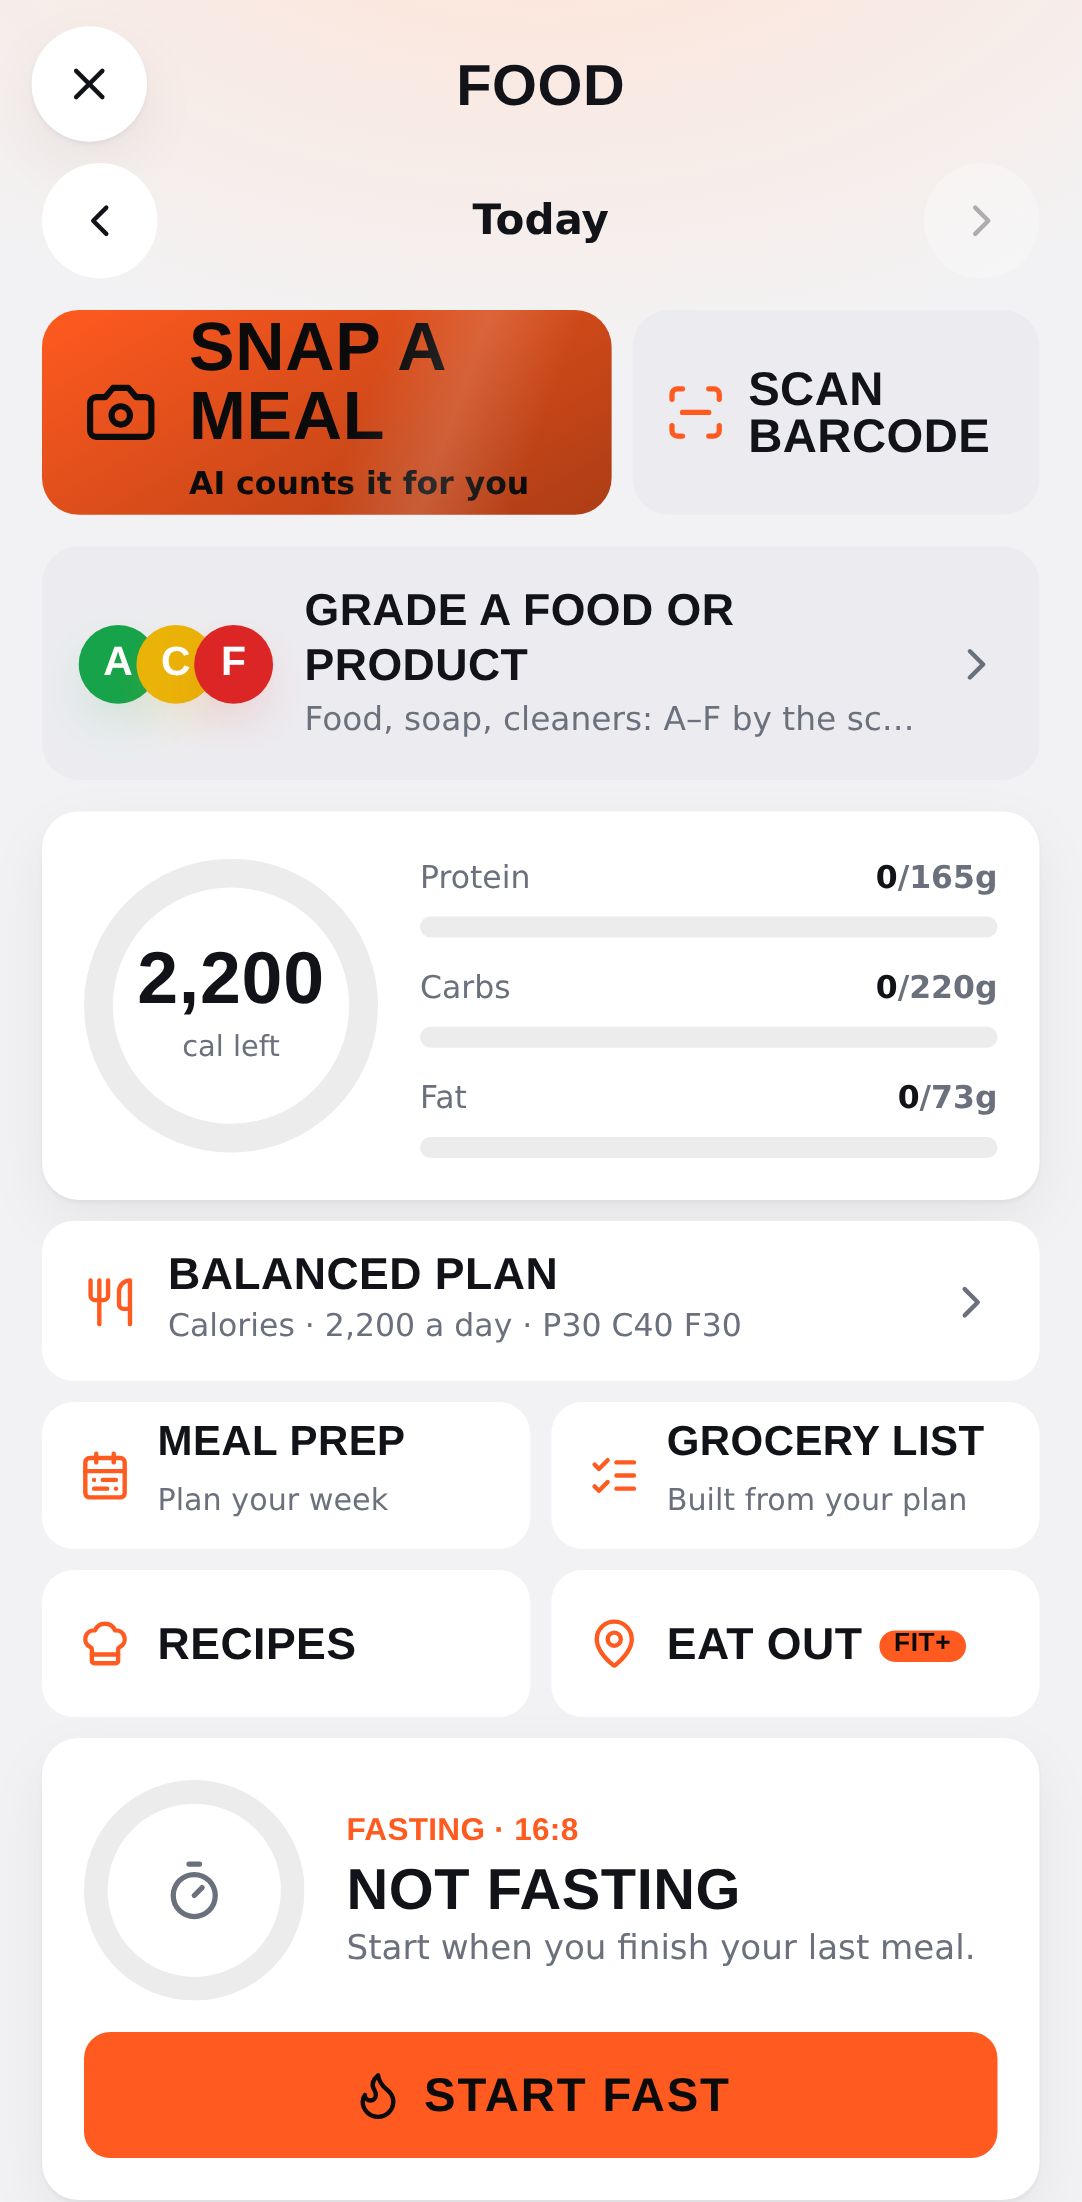 FOOD
Today
SNAP A
MEAL
AI counts it for you
SCAN
BARCODE
A C F
GRADE A FOOD OR
PRODUCT
Food, soap, cleaners: A–F by the sc...
2,200
cal left
Protein 0/165g
Carbs 0/220g
Fat 0/73g
BALANCED PLAN
Calories · 2,200 a day · P30 C40 F30
MEAL PREP
Plan your week
GROCERY LIST
Built from your plan
RECIPES
EAT OUT FIT+
FASTING · 16:8
NOT FASTING
Start when you finish your last meal.
START FAST